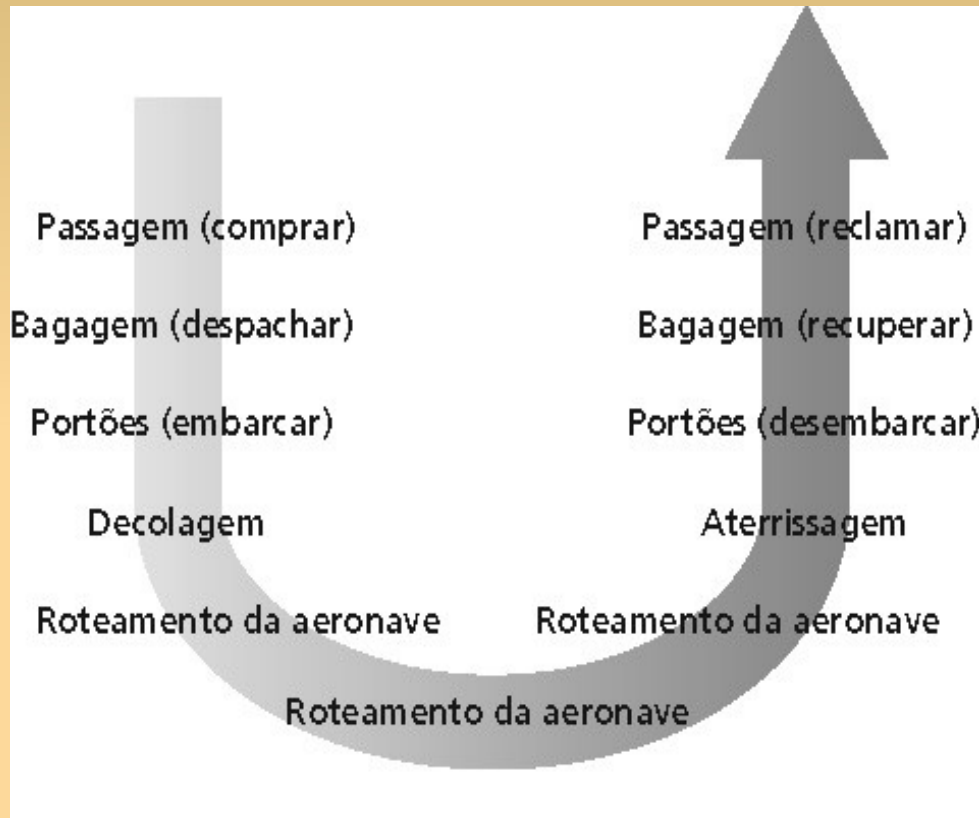 Passagem (comprar)
Bagagem (despachar)
Portões (embarcar)
Decolagem
Roteamento da aeronave
Roteamento da aeronave
Roteamento da aeronave
Aterrissagem
Portões (desembarcar)
Bagagem (recuperar)
Passagem (reclamar)